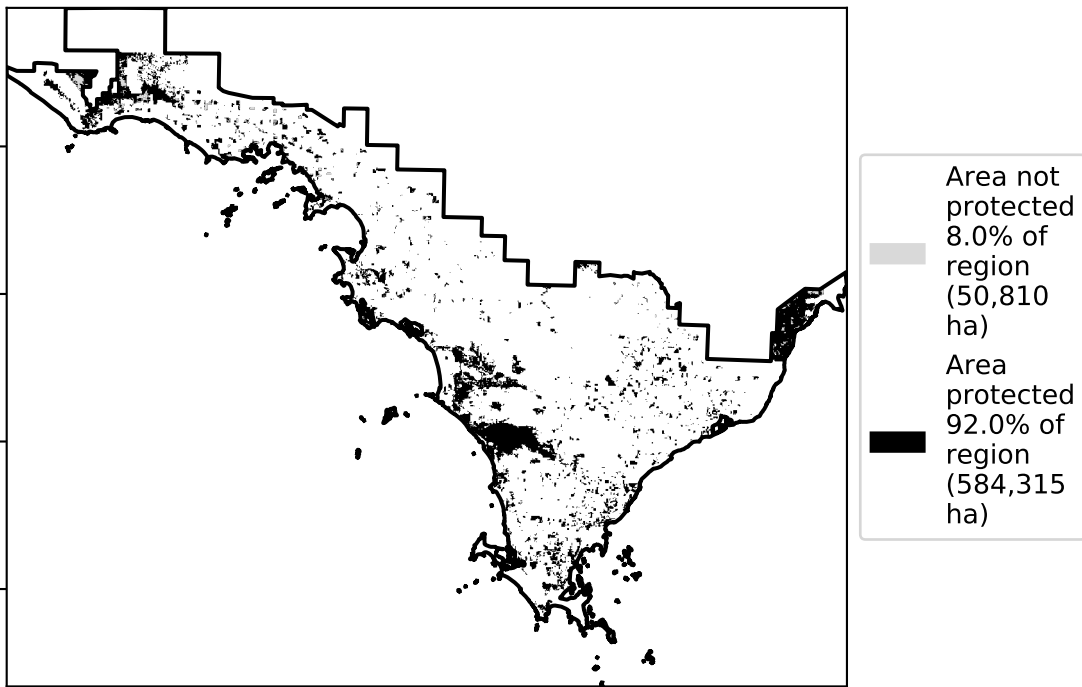 Area not
protected
8.0% of
region
(50,810
ha)
Area
protected
92.0% of
region
(584,315
ha)